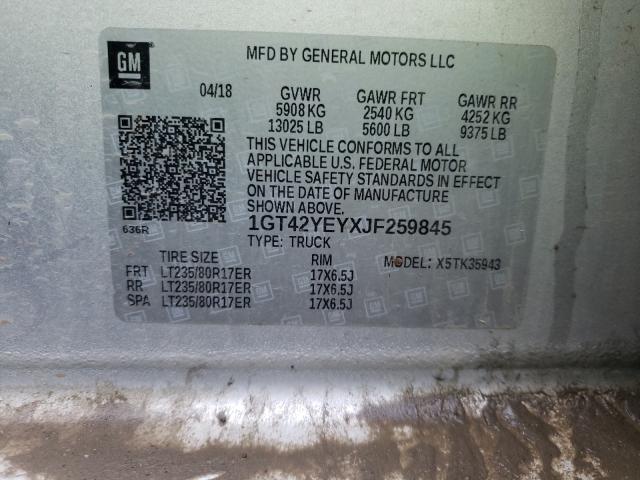 GM
MFD BY GENERAL MOTORS LLC
04/18 GVWR GAWR FRT GAWR RR
5908 KG 2540 KG 4252 KG
13025 LB 5600 LB 9375 LB
THIS VEHICLE CONFORMS TO ALL
APPLICABLE U.S. FEDERAL MOTOR
VEHICLE SAFETY STANDARDS IN EFFECT
ON THE DATE OF MANUFACTURE
SHOWN ABOVE.
636R
1GT42YEYXJF259845
TYPE: TRUCK
TIRE SIZE RIM MODEL: X5TK35943
FRT LT235/80R17ER 17X6.5J
RR LT235/80R17ER 17X6.5J
SPA LT235/80R17ER 17X6.5J